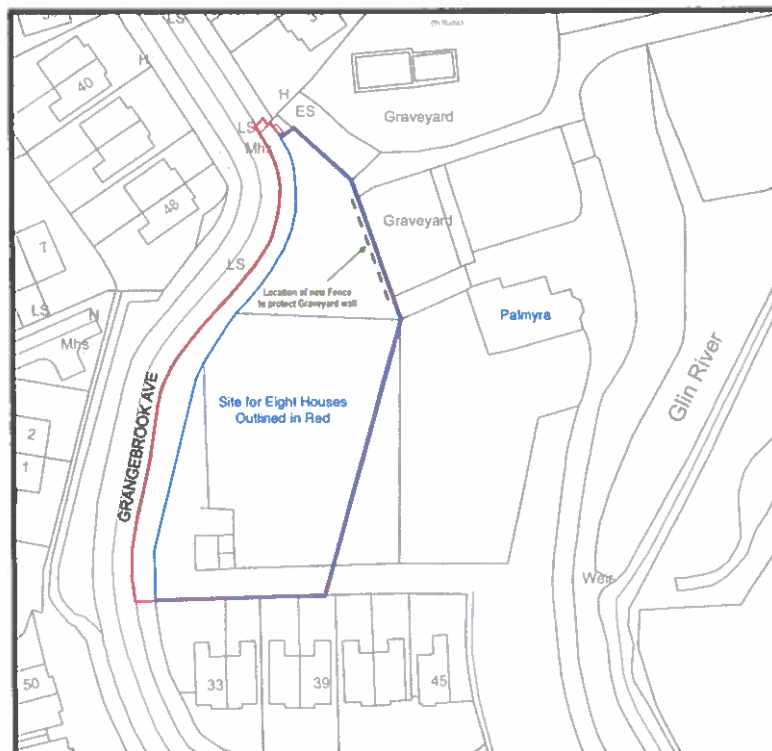 LS
5
H
40
H
ES
Graveyard
LS
Mhs
48
Graveyard
7
LS
Location of new Fence
to protect Graveyard wall
LS
H
Mhs
Palmyra
Glin River
Site for Eight Houses
Outlined in Red
GRANGEBROOK AVE
2
1
Weir
50
33
39
45